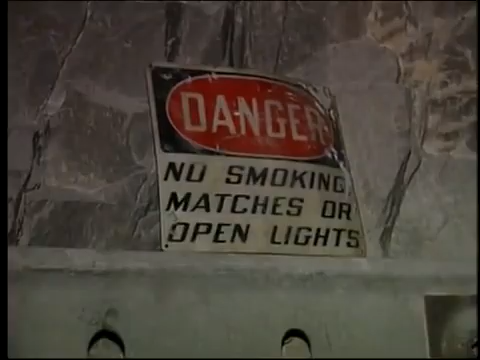 DANGER
NO SMOKING
MATCHES OR
OPEN LIGHTS